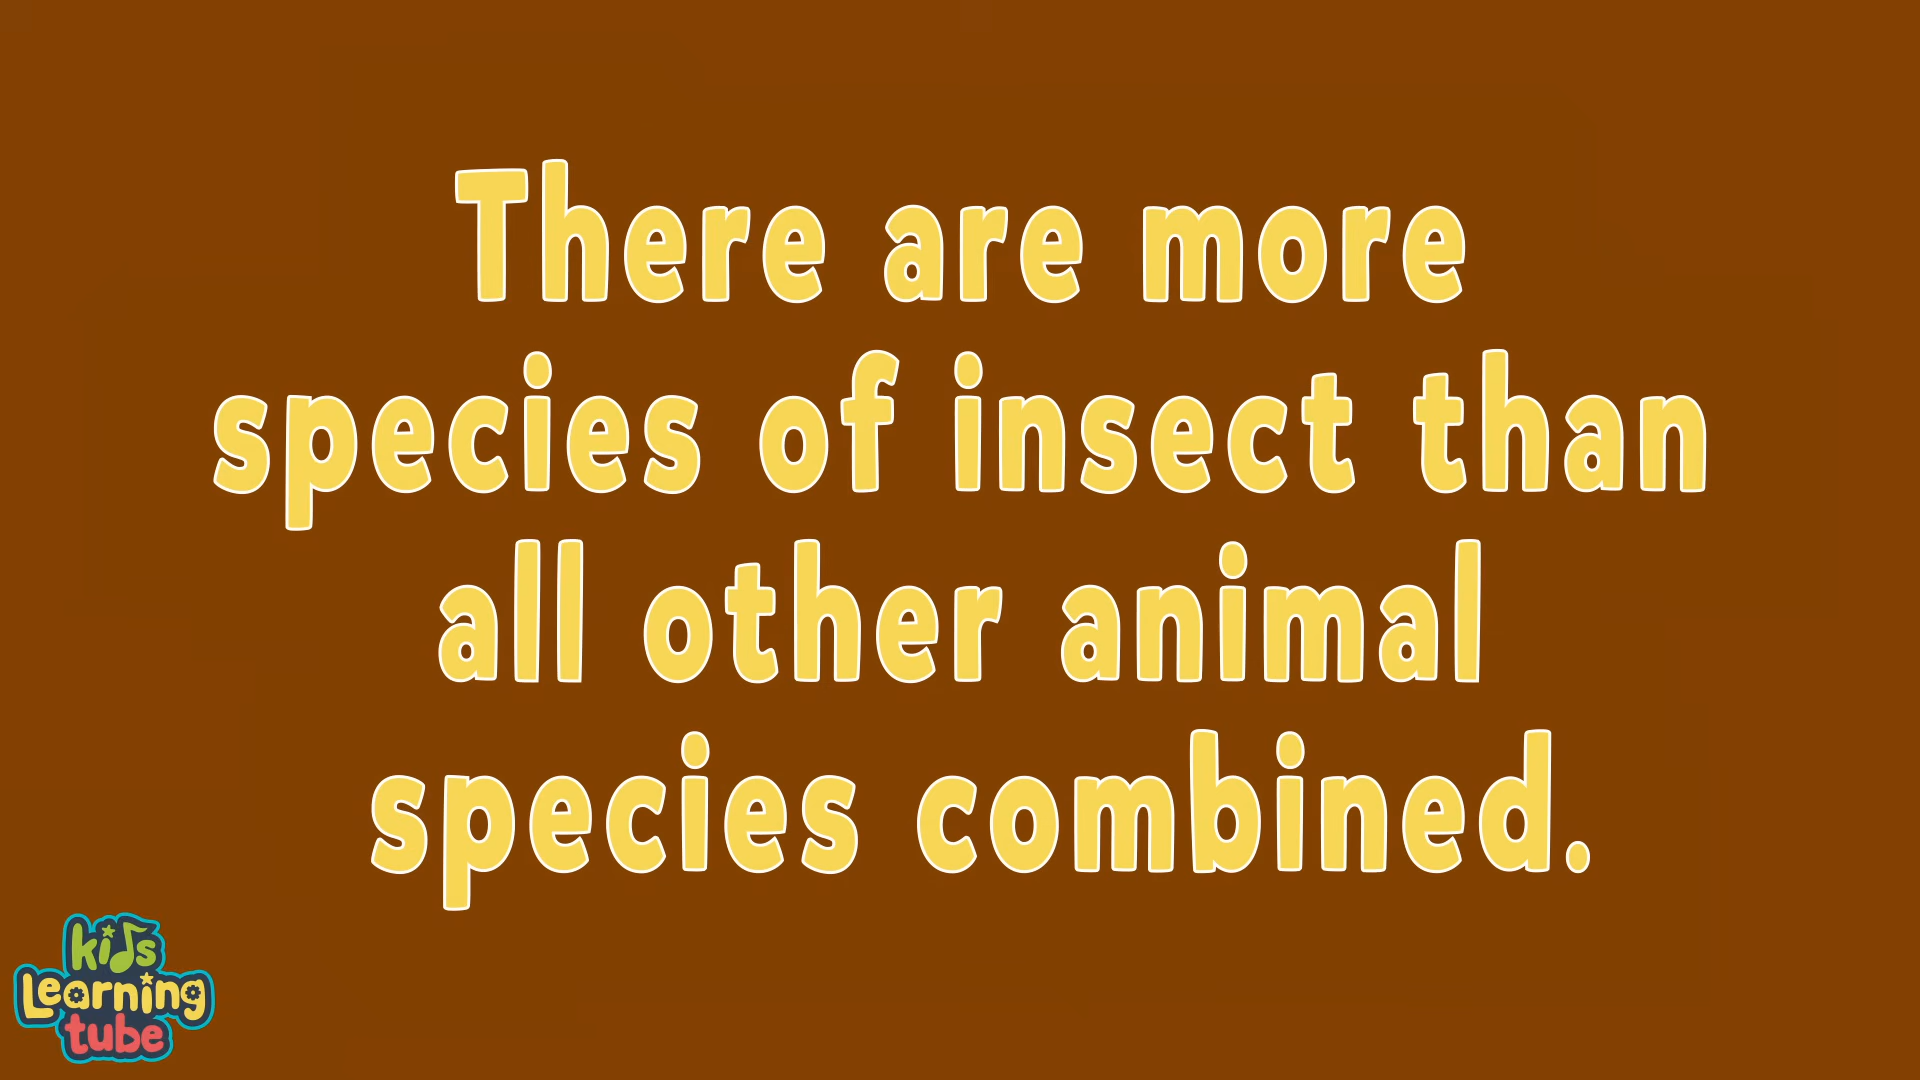 There are more
species of insect than
all other animal
species combined.
kids
Learning
tube